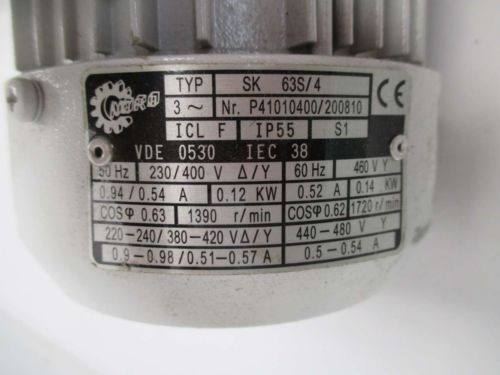 TYP SK 63S/4
3 ~ Nr. P41010400/200810
ICL F IP55 S1
VDE 0530 IEC 38
50 Hz 230/400 V Δ/Y 60 Hz 460 V Y
0.94/0.54 A 0.12 KW 0.52 A 0.14 KW
COSφ 0.63 1390 r/min COSφ 0.62 1720 r/min
220-240/380-420 V Δ/Y 440-480 V Y
0.9-0.98/0.51-0.57 A 0.5-0.54 A